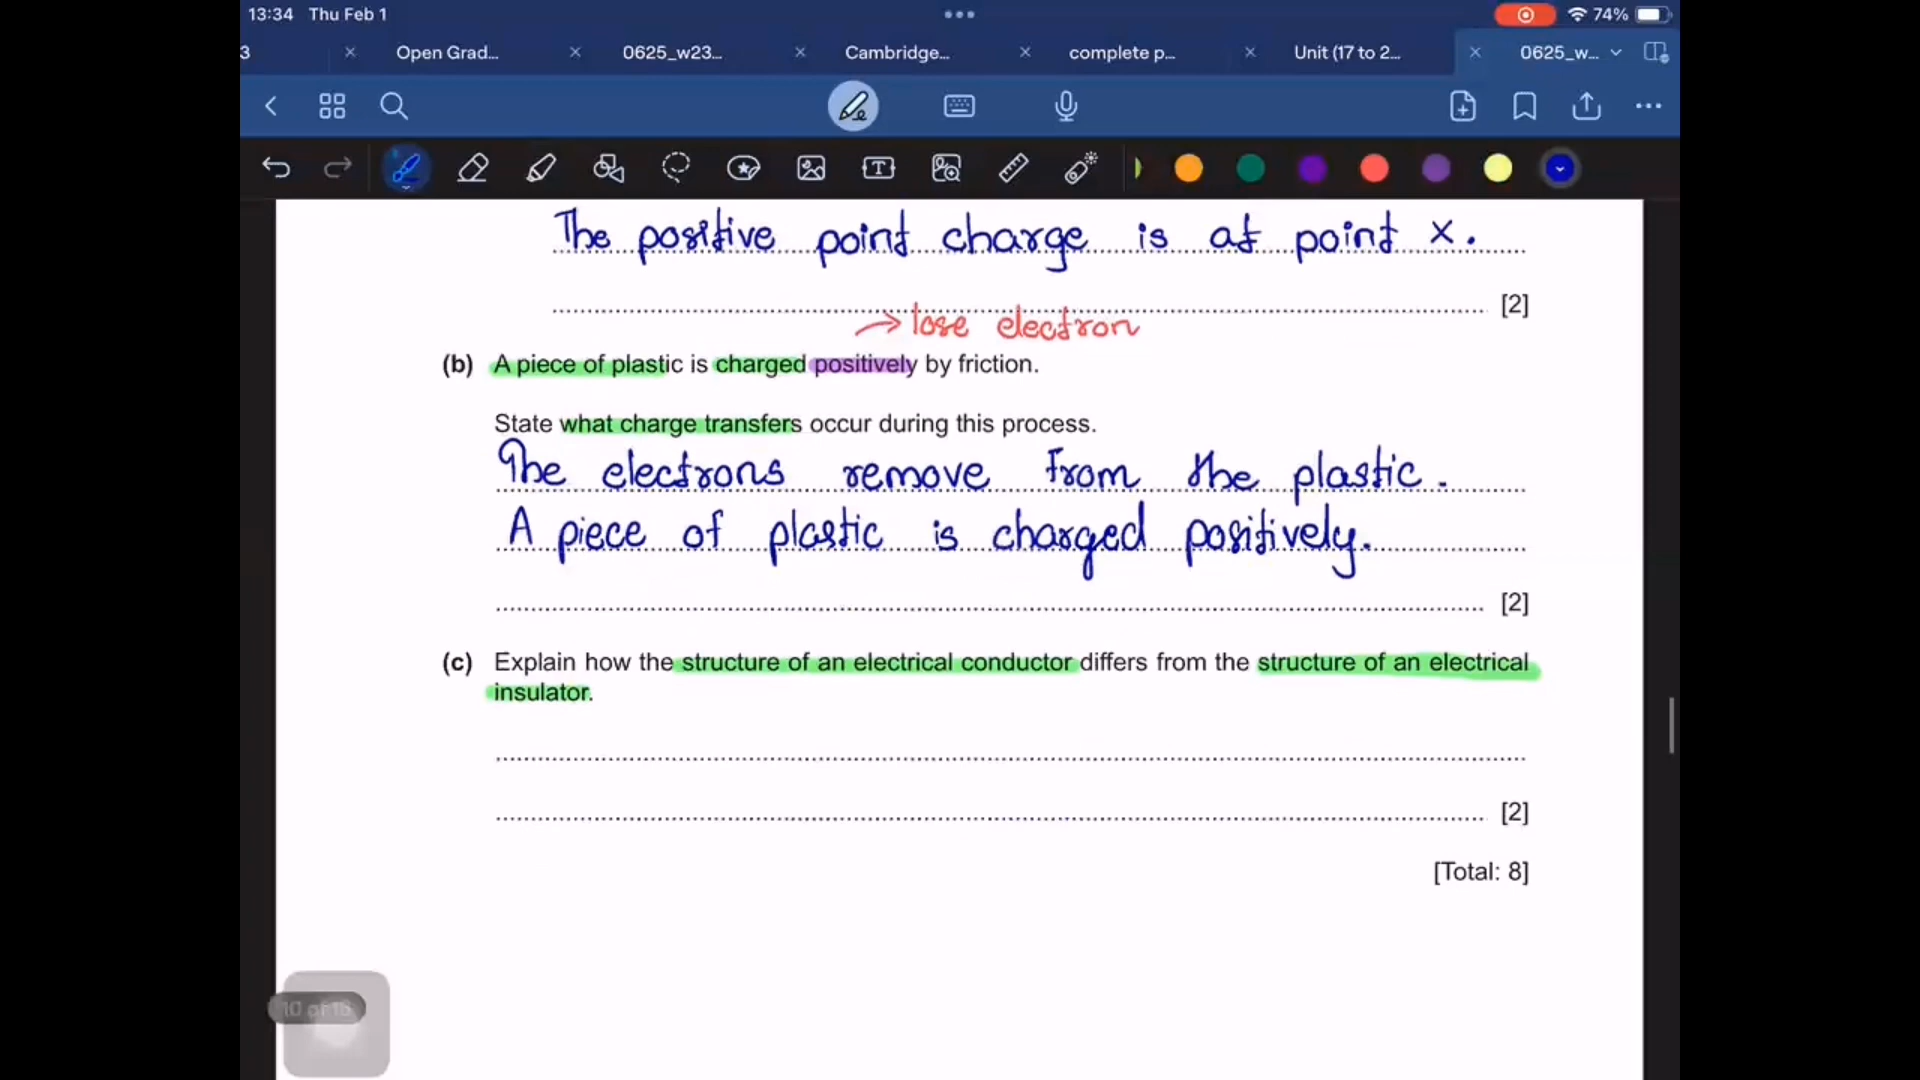 13:34 Thu Feb 1
74%
3
Open Grad...
0625_w23...
Cambridge...
complete p...
Unit (17 to 2...
0625_w...
The positive point charge is at point x.
[2]
→ lose electron
(b) A piece of plastic is charged positively by friction.
State what charge transfers occur during this process.
The electrons remove from the plastic.
A piece of plastic is charged positively.
[2]
(c) Explain how the structure of an electrical conductor differs from the structure of an electrical
insulator.
[2]
[Total: 8]
10 of 16